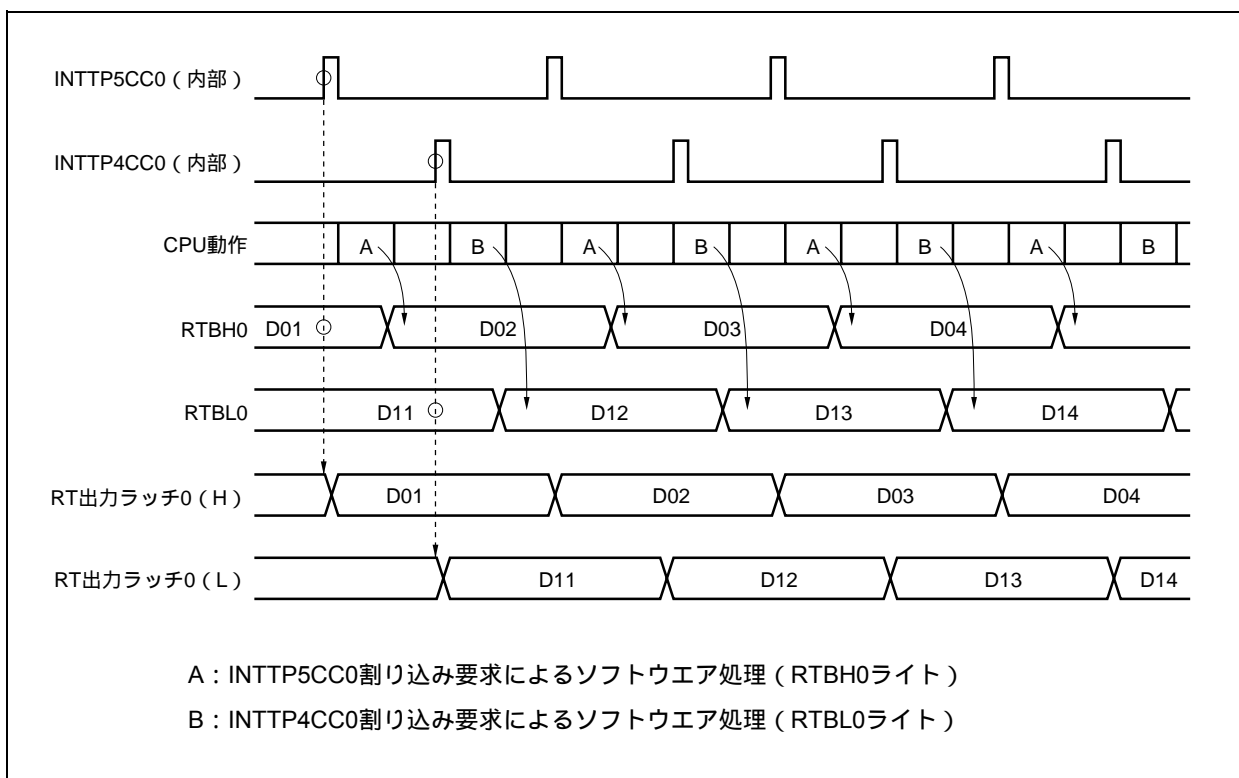 INTTP5CC0(内部)
INTTP4CC0(内部)
CPU動作 A B A B A B A B
RTBH0 D01 D02 D03 D04
RTBL0 D11 D12 D13 D14
RT出力ラッチ0(H) D01 D02 D03 D04
RT出力ラッチ0(L) D11 D12 D13 D14
A:INTTP5CC0割り込み要求によるソフトウエア処理(RTBH0ライト)
B:INTTP4CC0割り込み要求によるソフトウエア処理(RTBL0ライト)